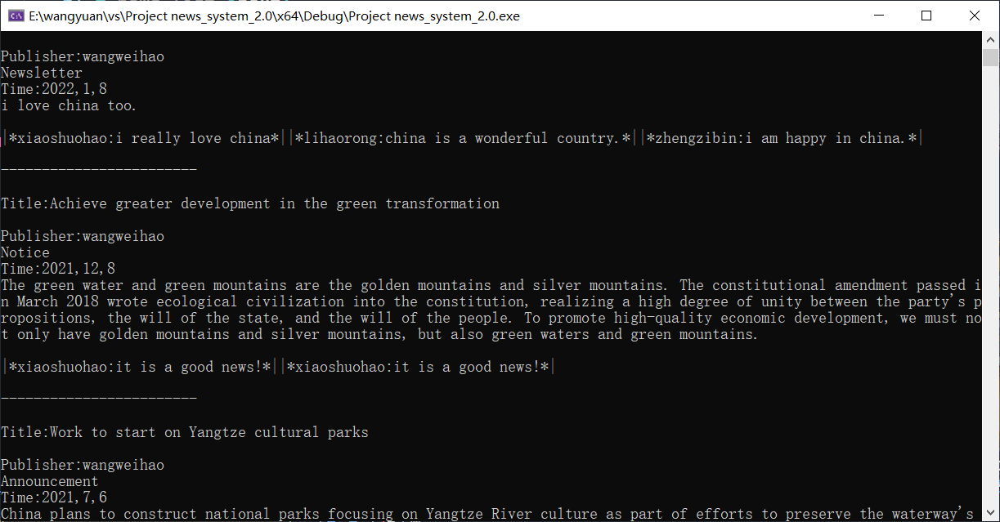 E:\wangyuan\vs\Project news_system_2.0\x64\Debug\Project news_system_2.0.exe
Publisher:wangweihao
Newsletter
Time:2022,1,8
i love china too.
|*xiaoshuohao:i really love china*||*lihaorong:china is a wonderful country.*||*zhengzibin:i am happy in china.*|
------------------------
Title:Achieve greater development in the green transformation
Publisher:wangweihao
Notice
Time:2021,12,8
The green water and green mountains are the golden mountains and silver mountains. The constitutional amendment passed i
n March 2018 wrote ecological civilization into the constitution, realizing a high degree of unity between the party's p
ropositions, the will of the state, and the will of the people. To promote high-quality economic development, we must no
t only have golden mountains and silver mountains, but also green waters and green mountains.
|*xiaoshuohao:it is a good news!*||*xiaoshuohao:it is a good news!*|
------------------------
Title:Work to start on Yangtze cultural parks
Publisher:wangweihao
Announcement
Time:2021,7,6
China plans to construct national parks focusing on Yangtze River culture as part of efforts to preserve the waterway's